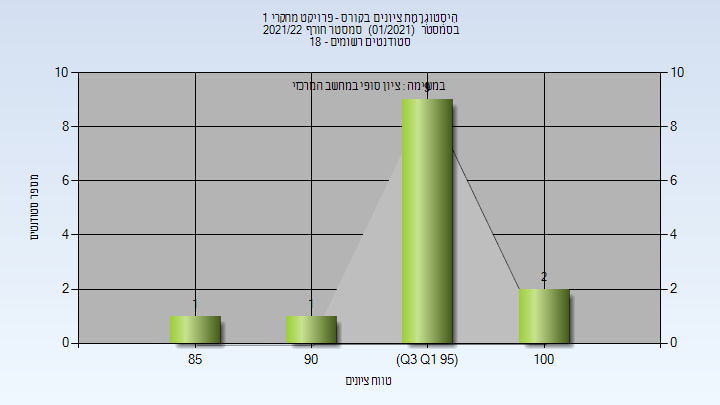 היסטוגרמת ציונים בקורס - פרויקט מחקרי 1
בסמסטר (01/2021) סמסטר חורף 2021/22
סטודנטים רשומים - 18
במשימה : ציון סופי במחשב המרכזי
10
8
6
4
2
0
10
8
6
4
2
0
מספר סטודנטים
1
1
9
2
85
90
(Q3 Q1 95)
100
טווח ציונים